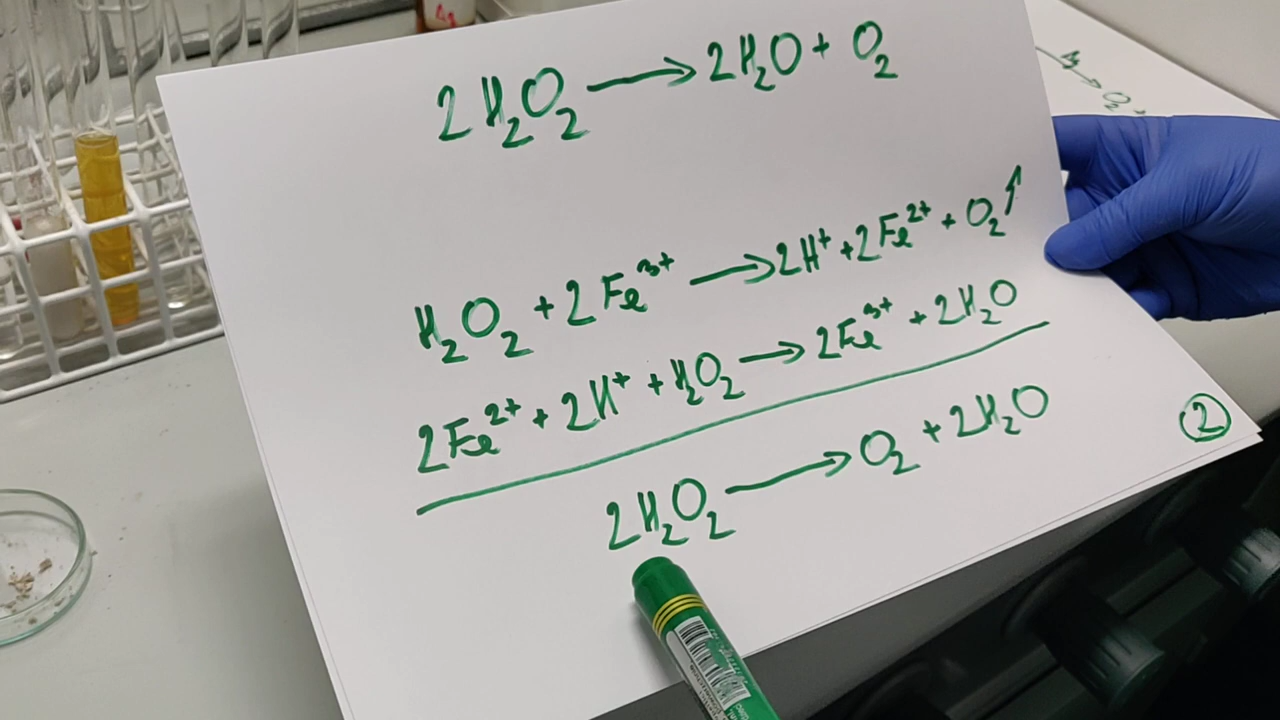 2H₂O₂ → 2H₂O + O₂
H₂O₂ + 2Fe³⁺ → 2H⁺ + 2Fe²⁺ + O₂↑
2Fe²⁺ + 2H⁺ + H₂O₂ → 2Fe³⁺ + 2H₂O
2H₂O₂ → O₂ + 2H₂O
②